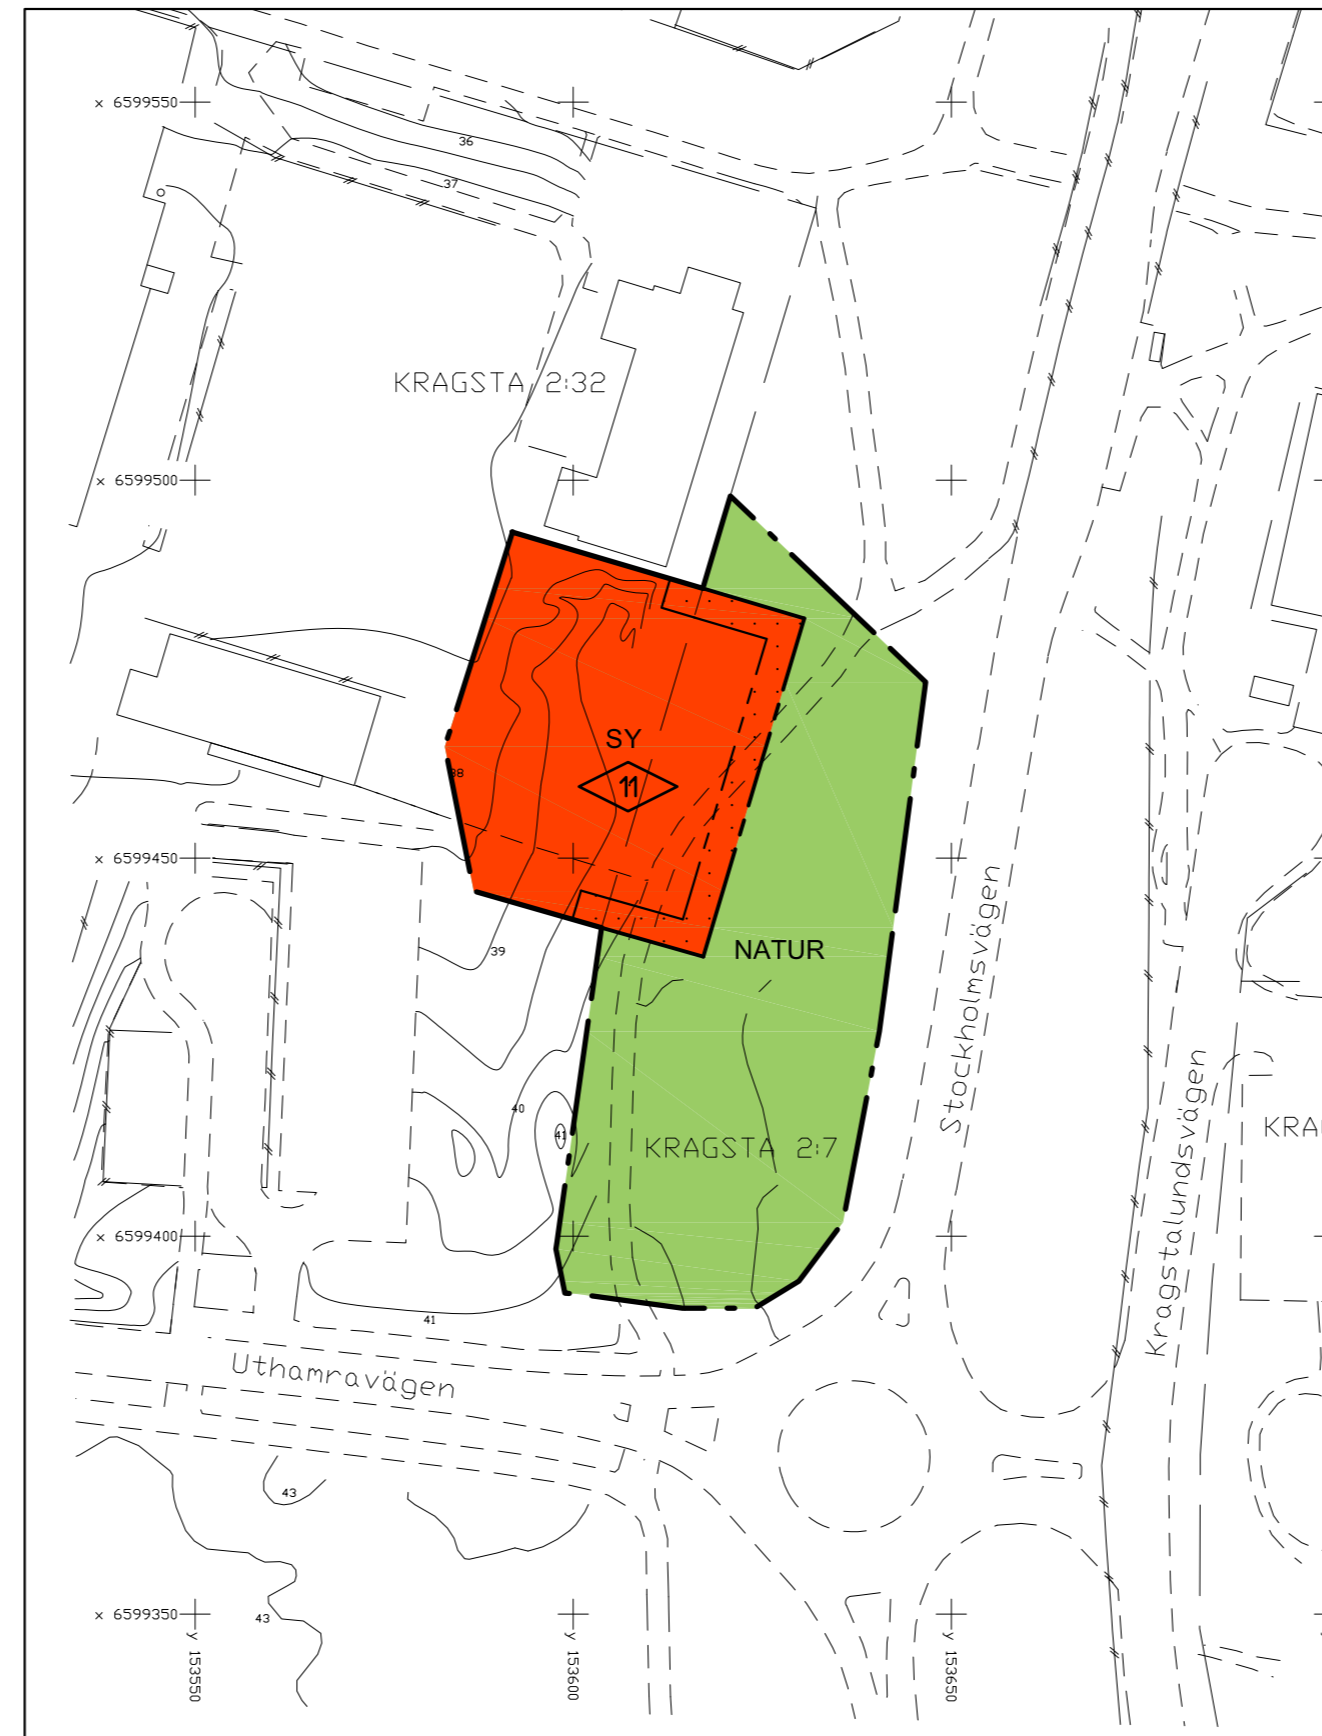 x 6599550
36
37
KRAGSTA 2:32
x 6599500
SY
38
11
x 6599450
39
NATUR
Stockholmsvägen
40
41
KRAGSTA 2:7
KRA
Kragstalundsvägen
x 6599400
41
Uthamravägen
43
x 6599350
43
y 153550
y 153600
y 153650